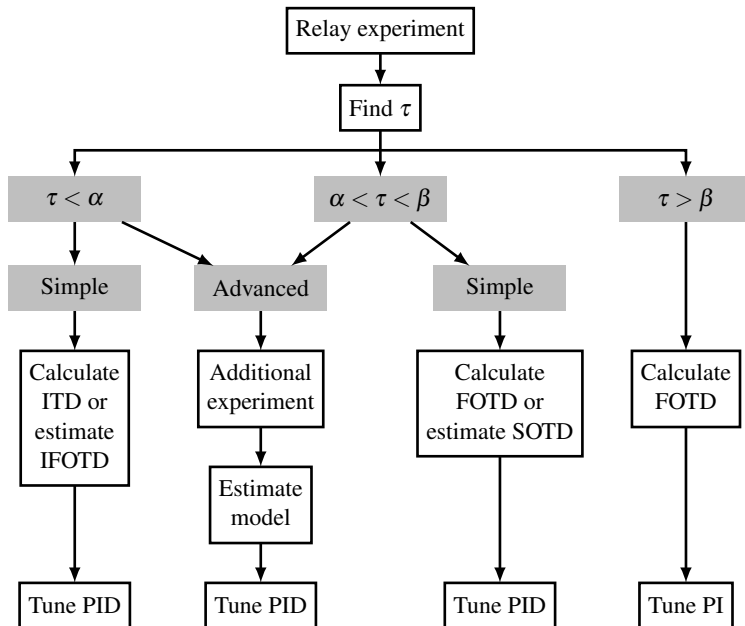 Relay experiment
Find τ
τ < α
α < τ < β
τ > β
Simple
Advanced
Simple
Calculate
ITD or
estimate
IFOTD
Additional
experiment
Calculate
FOTD or
estimate SOTD
Calculate
FOTD
Estimate
model
Tune PID
Tune PID
Tune PID
Tune PI